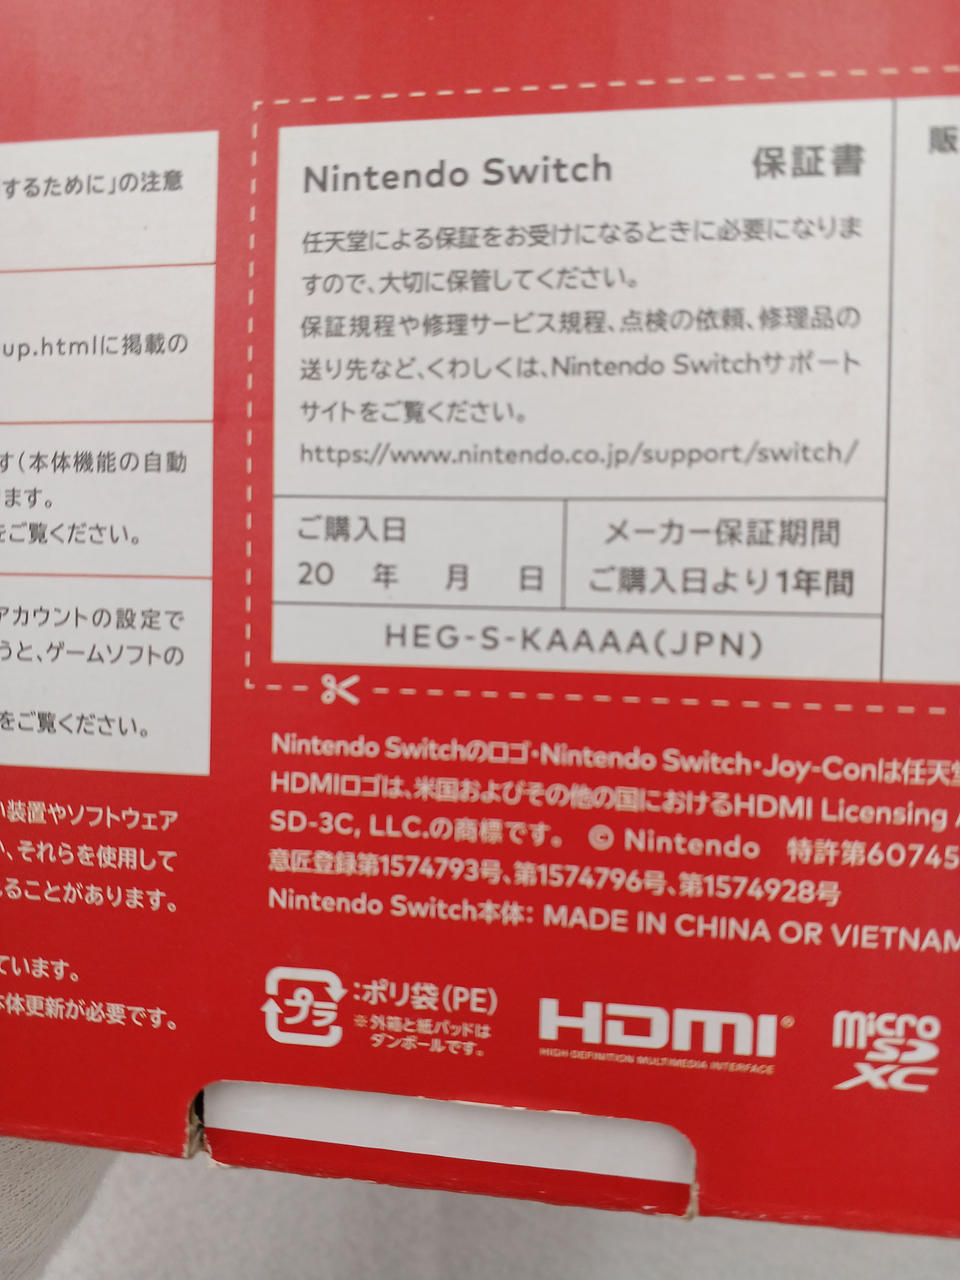 するために」の注意
up.htmlに掲載の
す（本体機能の自動
ます。
をご覧ください。
アカウントの設定で
うと、ゲームソフトの
をご覧ください。
い装置やソフトウェア
い、それらを使用して
ることがあります。
ています。
本体更新が必要です。
Nintendo Switch 保証書
任天堂による保証をお受けになるときに必要になりま
すので、大切に保管してください。
保証規程や修理サービス規程、点検の依頼、修理品の
送り先など、くわしくは、Nintendo Switchサポート
サイトをご覧ください。
https://www.nintendo.co.jp/support/switch/
ご購入日
20 年 月 日
メーカー保証期間
ご購入日より1年間
HEG-S-KAAAA(JPN)
販
Nintendo Switchのロゴ・Nintendo Switch・Joy-Conは任天堂
HDMIロゴは、米国およびその他の国におけるHDMI Licensing
SD-3C, LLC.の商標です。 © Nintendo 特許第60745
意匠登録第1574793号、第1574796号、第1574928号
Nintendo Switch本体： MADE IN CHINA OR VIETNAM
プラ
：ポリ袋(PE)
※外箱と紙パッドは
ダンボールです。
HDMI®
HIGH-DEFINITION MULTIMEDIA INTERFACE
micro
SD
XC